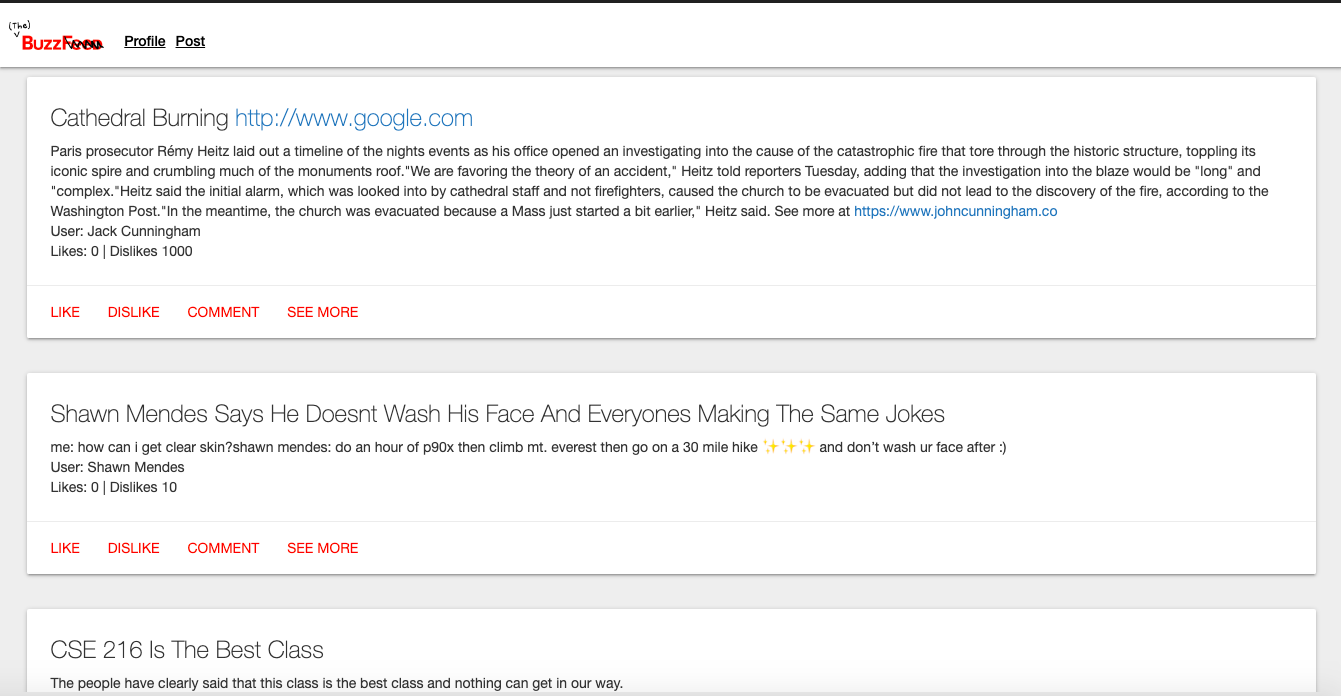 (The)
Buzz
Profile Post
Cathedral Burning http://www.google.com
Paris prosecutor Rémy Heitz laid out a timeline of the nights events as his office opened an investigating into the cause of the catastrophic fire that tore through the historic structure, toppling its
iconic spire and crumbling much of the monuments roof."We are favoring the theory of an accident," Heitz told reporters Tuesday, adding that the investigation into the blaze would be "long" and
"complex."Heitz said the initial alarm, which was looked into by cathedral staff and not firefighters, caused the church to be evacuated but did not lead to the discovery of the fire, according to the
Washington Post."In the meantime, the church was evacuated because a Mass just started a bit earlier," Heitz said. See more at https://www.johncunningham.co
User: Jack Cunningham
Likes: 0 | Dislikes 1000
LIKE DISLIKE COMMENT SEE MORE
Shawn Mendes Says He Doesnt Wash His Face And Everyones Making The Same Jokes
me: how can i get clear skin?shawn mendes: do an hour of p90x then climb mt. everest then go on a 30 mile hike ✨✨✨ and don’t wash ur face after :)
User: Shawn Mendes
Likes: 0 | Dislikes 10
LIKE DISLIKE COMMENT SEE MORE
CSE 216 Is The Best Class
The people have clearly said that this class is the best class and nothing can get in our way.